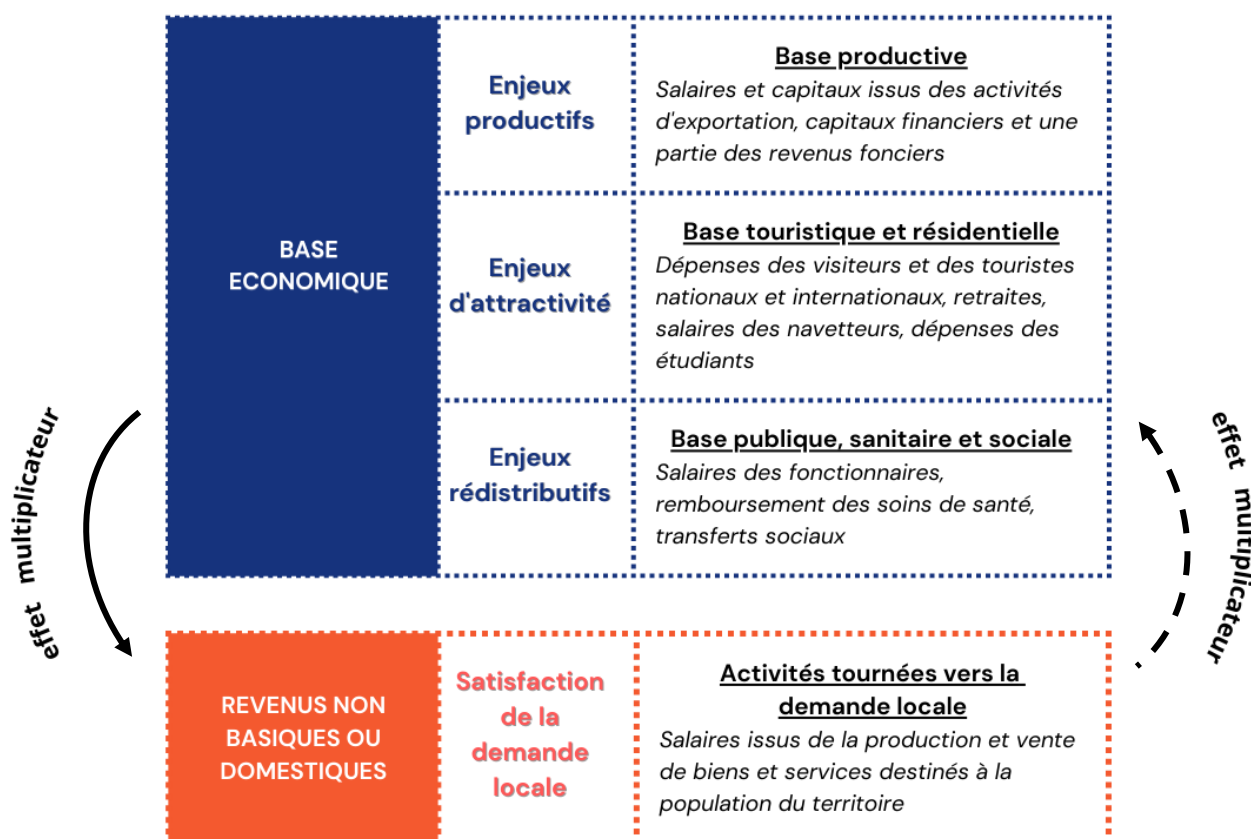 BASE
ECONOMIQUE
Enjeux
productifs
Base productive
Salaires et capitaux issus des activités
d'exportation, capitaux financiers et une
partie des revenus fonciers
Enjeux
d'attractivité
Base touristique et résidentielle
Dépenses des visiteurs et des touristes
nationaux et internationaux, retraites,
salaires des navetteurs, dépenses des
étudiants
Enjeux
rédistributifs
Base publique, sanitaire et sociale
Salaires des fonctionnaires,
remboursement des soins de santé,
transferts sociaux
effet multiplicateur
effet multiplicateur
REVENUS NON
BASIQUES OU
DOMESTIQUES
Satisfaction
de la
demande
locale
Activités tournées vers la
demande locale
Salaires issus de la production et vente
de biens et services destinés à la
population du territoire